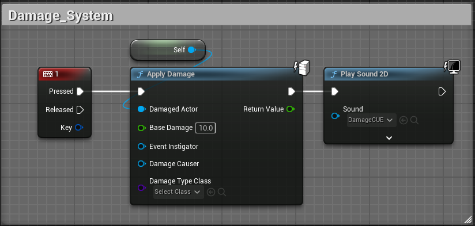 Damage_System
Self
1
Pressed
Released
Key
Apply Damage
Damaged Actor
Base Damage 10.0
Event Instigator
Damage Causer
Damage Type Class
Select Class
Return Value
Play Sound 2D
Sound
DamageCUE